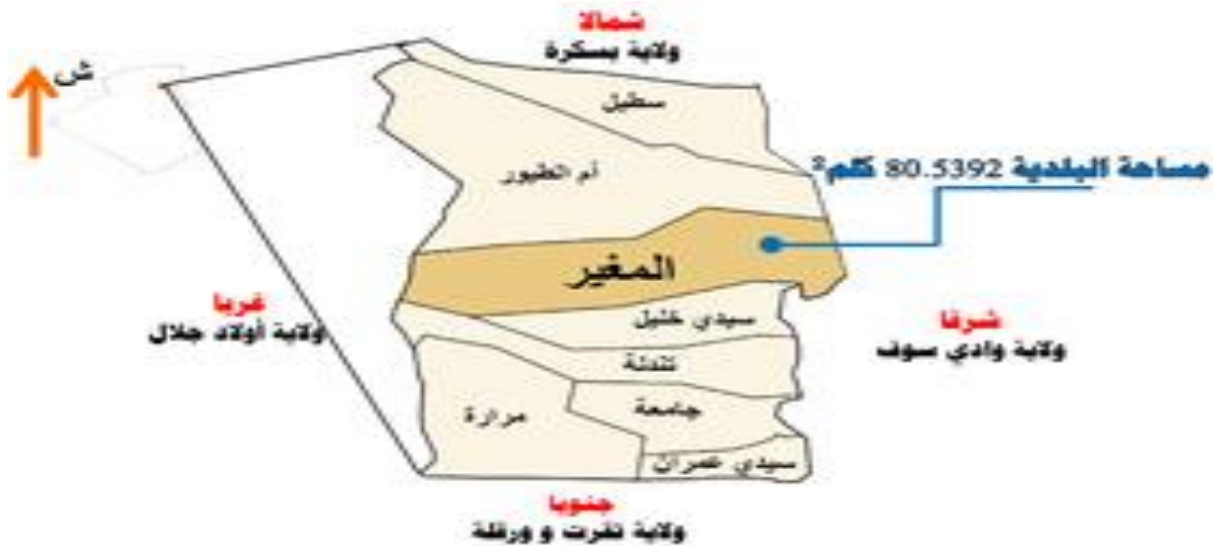 شمالا
ولاية بسكرة
ش
سطيل
أم الطيور
مساحة البلدية 80.5392 كلم²
المغير
سيدي خليل
غربا
ولاية أولاد جلال
شرقا
ولاية وادي سوف
تندلة
جامعة
مرارة
سيدي عمران
جنوبا
ولاية تقرت و ورقلة